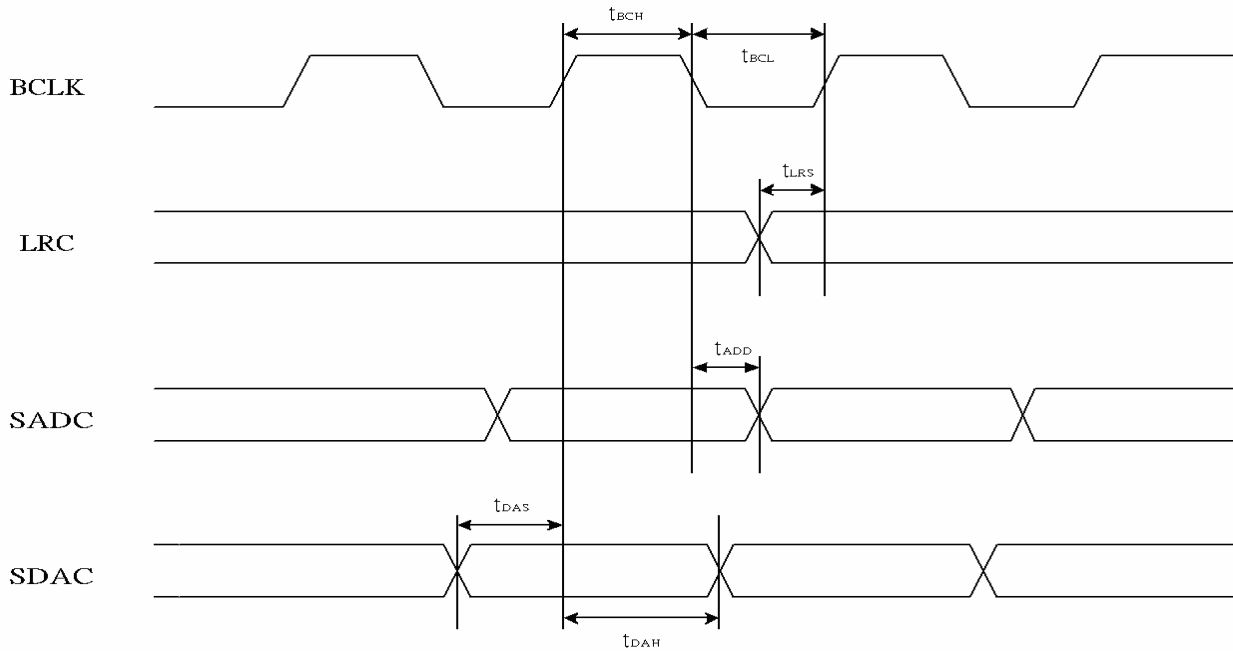 tBCH
tBCL
BCLK
tLRS
LRC
tADD
SADC
tDAS
SDAC
tDAH